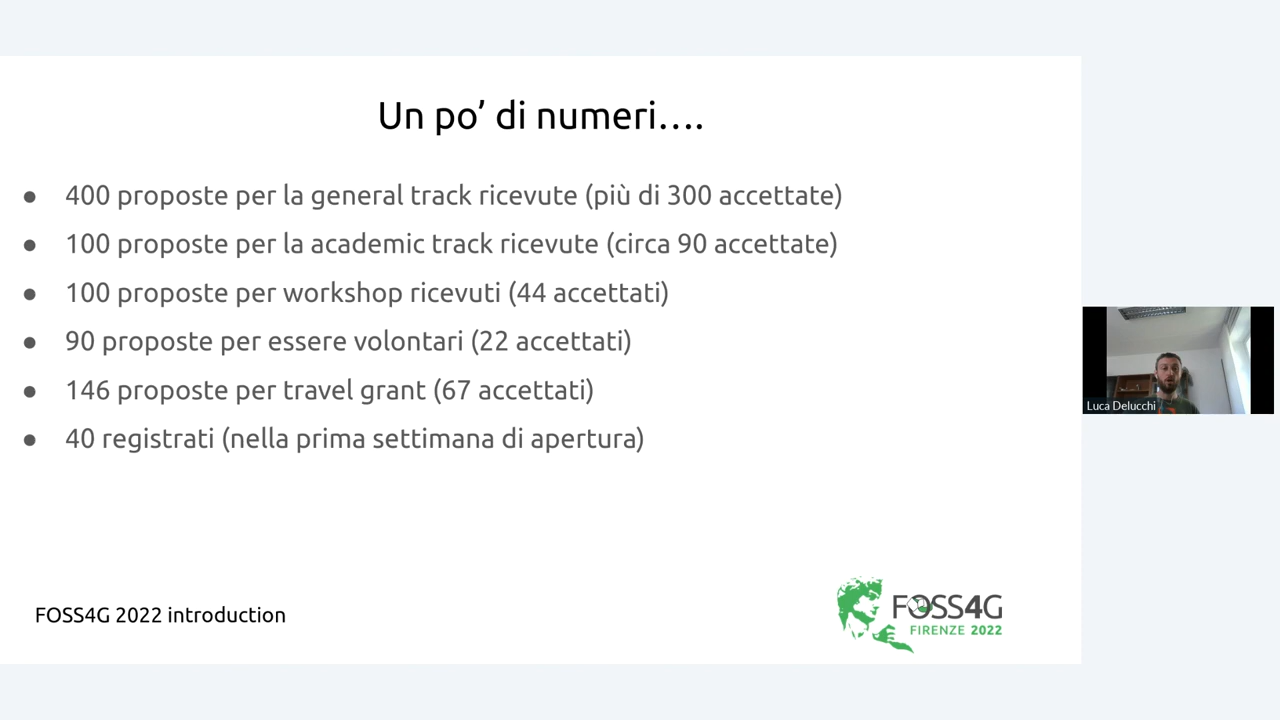 Un po’ di numeri….
● 400 proposte per la general track ricevute (più di 300 accettate)
● 100 proposte per la academic track ricevute (circa 90 accettate)
● 100 proposte per workshop ricevuti (44 accettati)
● 90 proposte per essere volontari (22 accettati)
● 146 proposte per travel grant (67 accettati)
● 40 registrati (nella prima settimana di apertura)
Luca Delucchi
FOSS4G 2022 introduction
FOSS4G
FIRENZE 2022